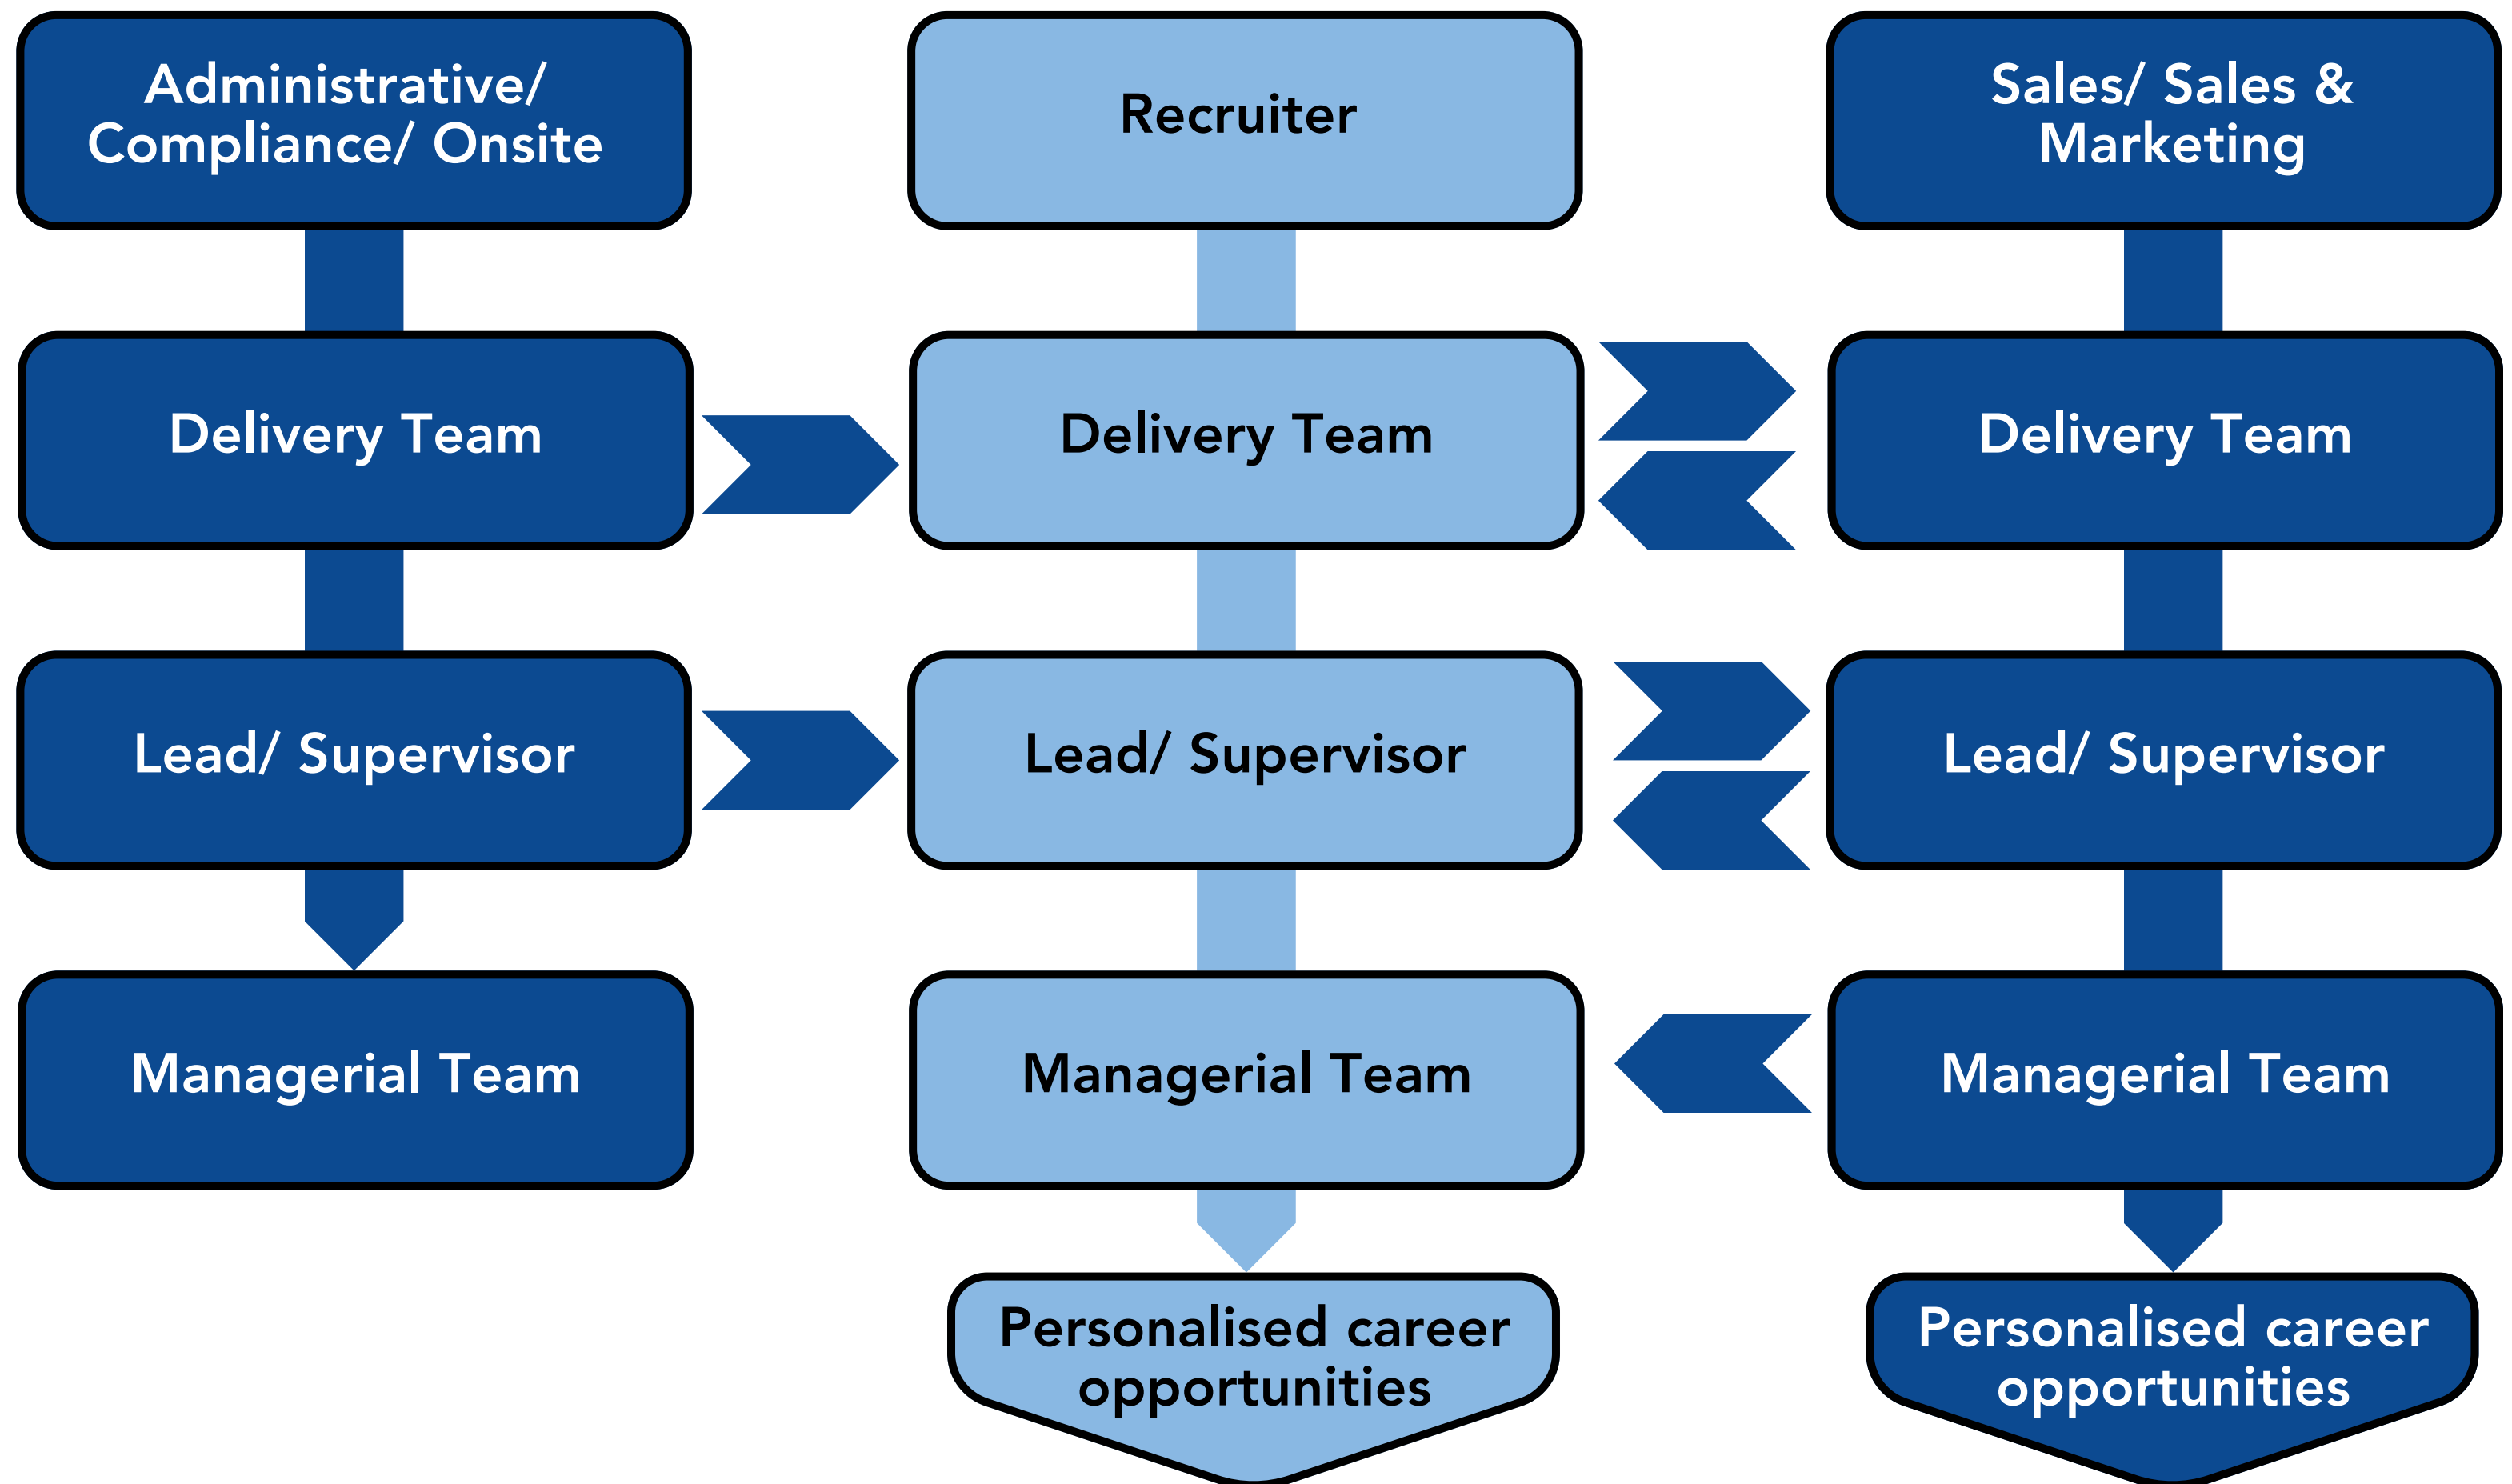 Administrative/
Compliance/ Onsite
Recruiter
Sales/ Sales &
Marketing
Delivery Team
Delivery Team
Delivery Team
Lead/ Supervisor
Lead/ Supervisor
Lead/ Supervisor
Managerial Team
Managerial Team
Managerial Team
Personalised career
opportunities
Personalised career
opportunities